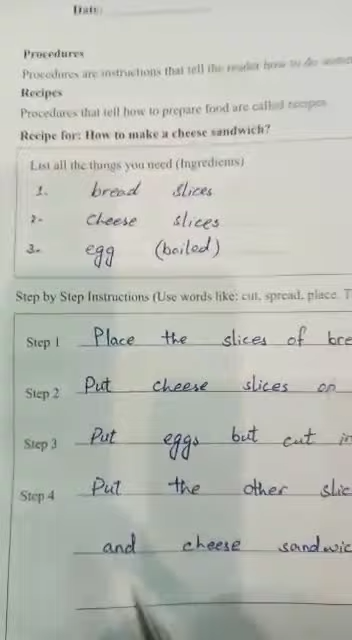 Date:
Procedures
Procedures are instructions that tell the reader how to do
Recipes
Procedures that tell how to prepare food are called recipes
Recipe for: How to make a cheese sandwich?
List all the things you need (Ingredients)
1. bread slices
2- cheese slices
3- egg (boiled)
Step by Step Instructions (Use words like: cut, spread, place. T
Step 1 Place the slices of bre
Step 2 Put cheese slices on
Step 3 Put eggs but cut in
Step 4 Put the other slic
and cheese sandwic